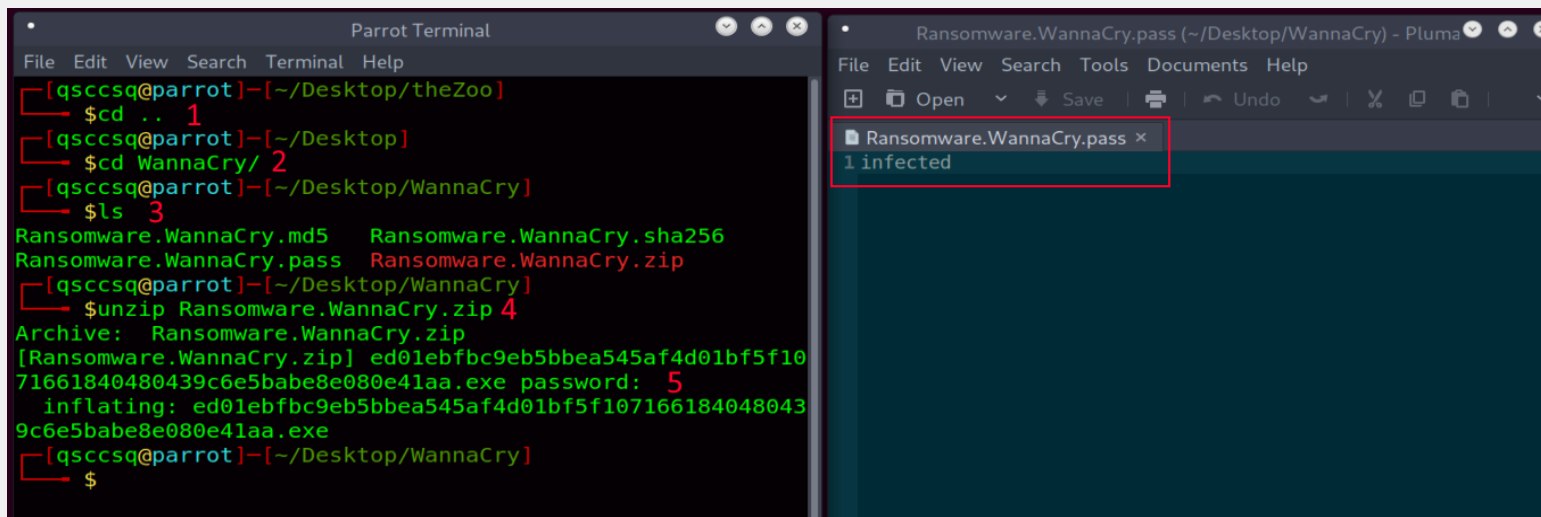 Parrot Terminal
File Edit View Search Terminal Help
[qsccsq@parrot]─[~/Desktop/theZoo]
$cd .. 1
[qsccsq@parrot]─[~/Desktop]
$cd WannaCry/ 2
[qsccsq@parrot]─[~/Desktop/WannaCry]
$ls 3
Ransomware.WannaCry.md5 Ransomware.WannaCry.sha256
Ransomware.WannaCry.pass Ransomware.WannaCry.zip
[qsccsq@parrot]─[~/Desktop/WannaCry]
$unzip Ransomware.WannaCry.zip 4
Archive: Ransomware.WannaCry.zip
[Ransomware.WannaCry.zip] ed01ebfbc9eb5bbea545af4d01bf5f10
71661840480439c6e5babe8e080e41aa.exe password: 5
inflating: ed01ebfbc9eb5bbea545af4d01bf5f107166184048043
9c6e5babe8e080e41aa.exe
[qsccsq@parrot]─[~/Desktop/WannaCry]
$
Ransomware.WannaCry.pass (~/Desktop/WannaCry) - Pluma
File Edit View Search Tools Documents Help
Open Save Undo
Ransomware.WannaCry.pass ×
1 infected